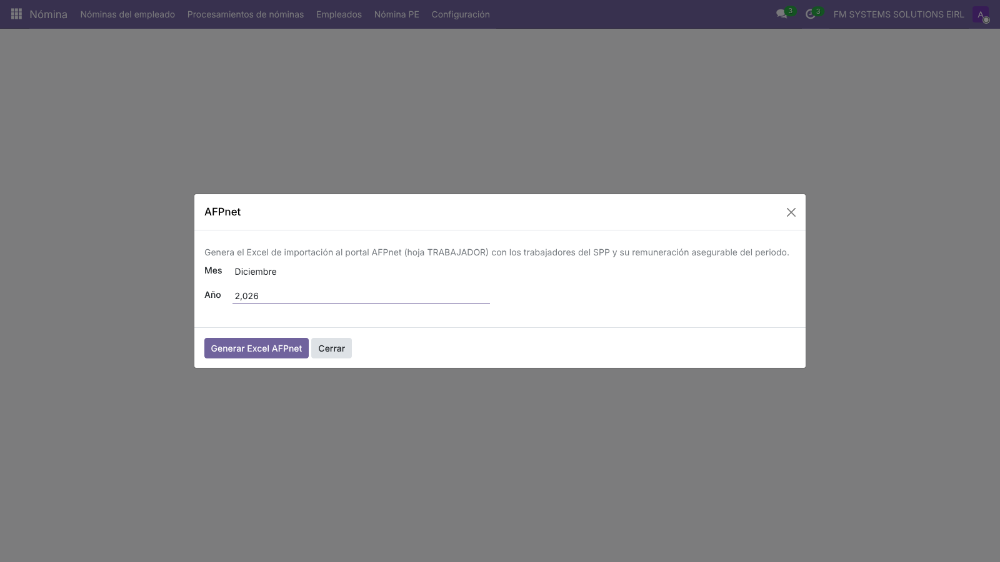 Nómina Nóminas del empleado Procesamientos de nóminas Empleados Nómina PE Configuración 3 3 FM SYSTEMS SOLUTIONS EIRL A
AFPnet
Genera el Excel de importación al portal AFPnet (hoja TRABAJADOR) con los trabajadores del SPP y su remuneración asegurable del periodo.
Mes Diciembre
Año 2,026
Generar Excel AFPnet Cerrar